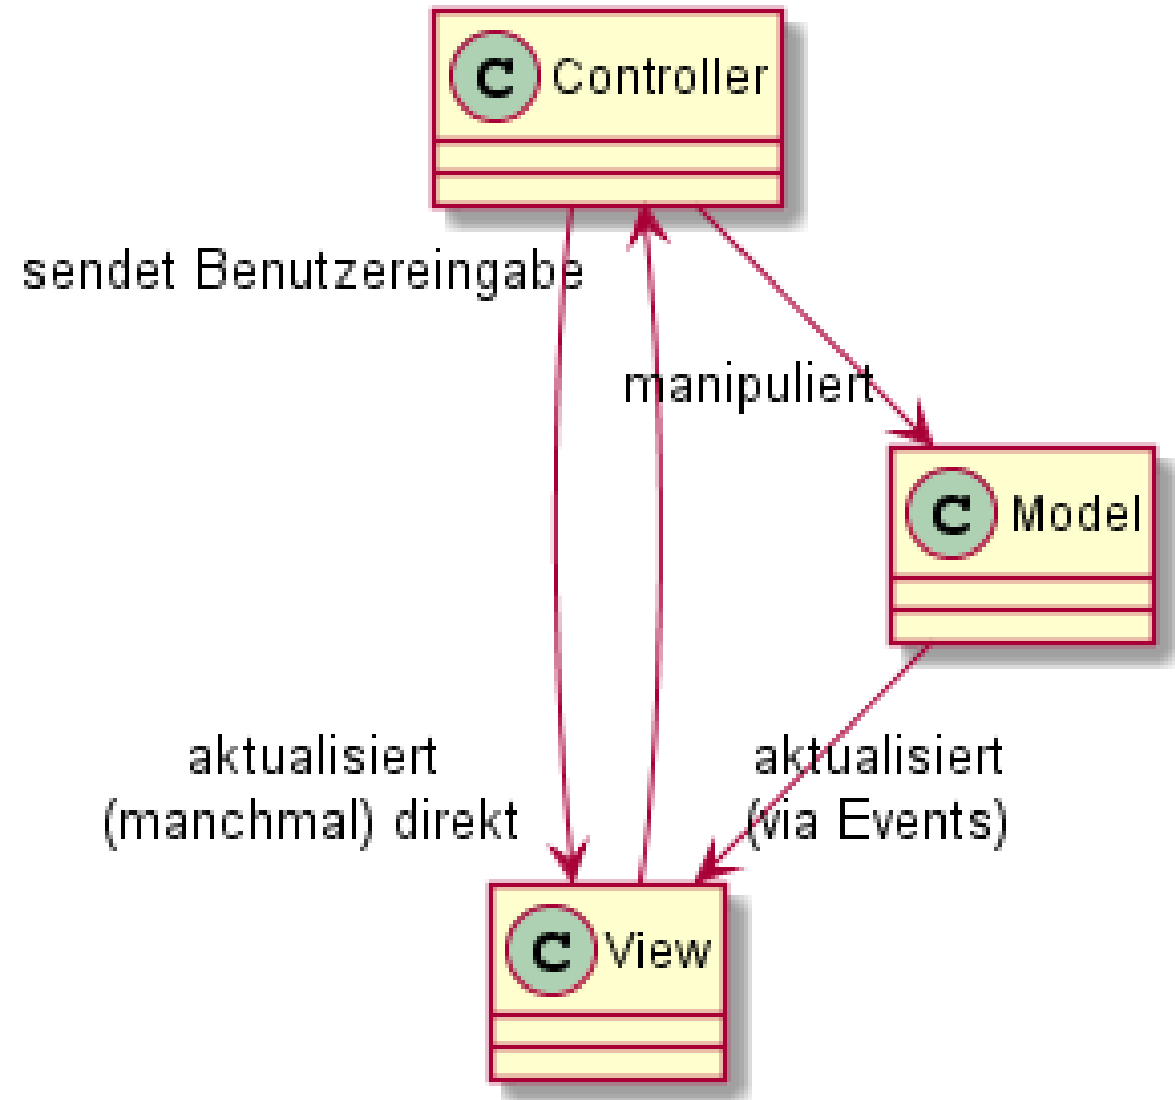 C Controller
sendet Benutzereingabe
manipuliert
C Model
aktualisiert
(manchmal) direkt
aktualisiert
(via Events)
C View